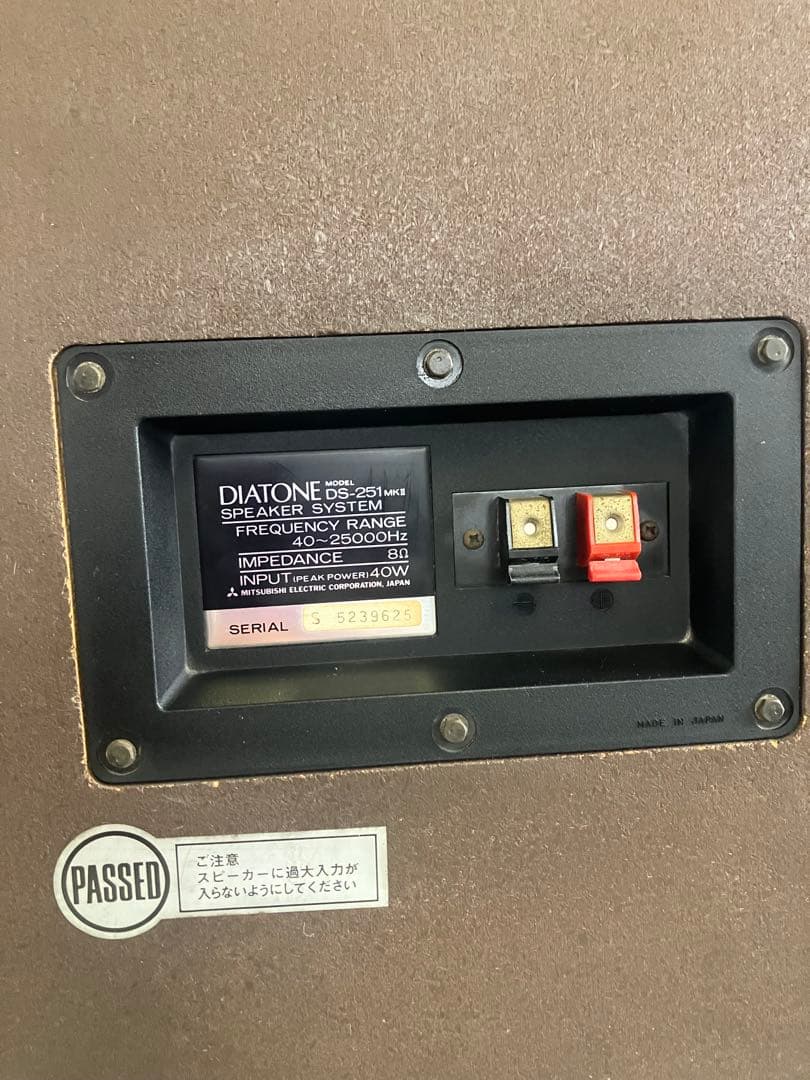 DIATONE MODEL DS-251 MKII
SPEAKER SYSTEM
FREQUENCY RANGE
40~25000Hz
IMPEDANCE 8Ω
INPUT (PEAK POWER) 40W
MITSUBISHI ELECTRIC CORPORATION, JAPAN
SERIAL S 5239625
MADE IN JAPAN
PASSED
ご注意
スピーカーに過大入力が
入らないようにしてください